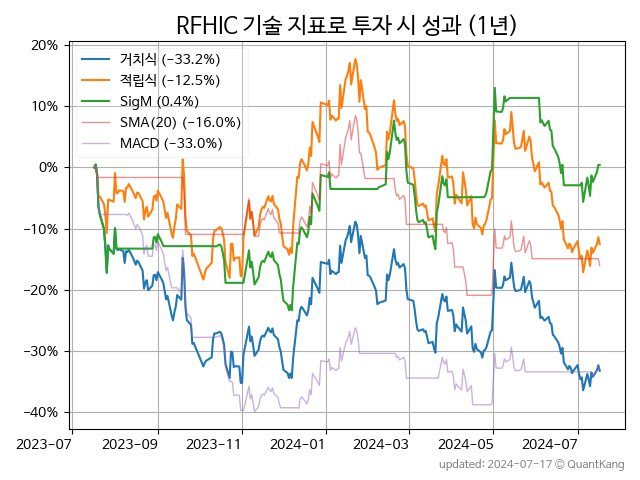 RFHIC 기술 지표로 투자 시 성과 (1년)
거치식 (−33.2%)
적립식 (−12.5%)
SigM (0.4%)
SMA(20) (−16.0%)
MACD (−33.0%)
20%
10%
0%
−10%
−20%
−30%
−40%
2023-07 2023-09 2023-11 2024-01 2024-03 2024-05 2024-07
updated: 2024-07-17 ⓒ QuantKang